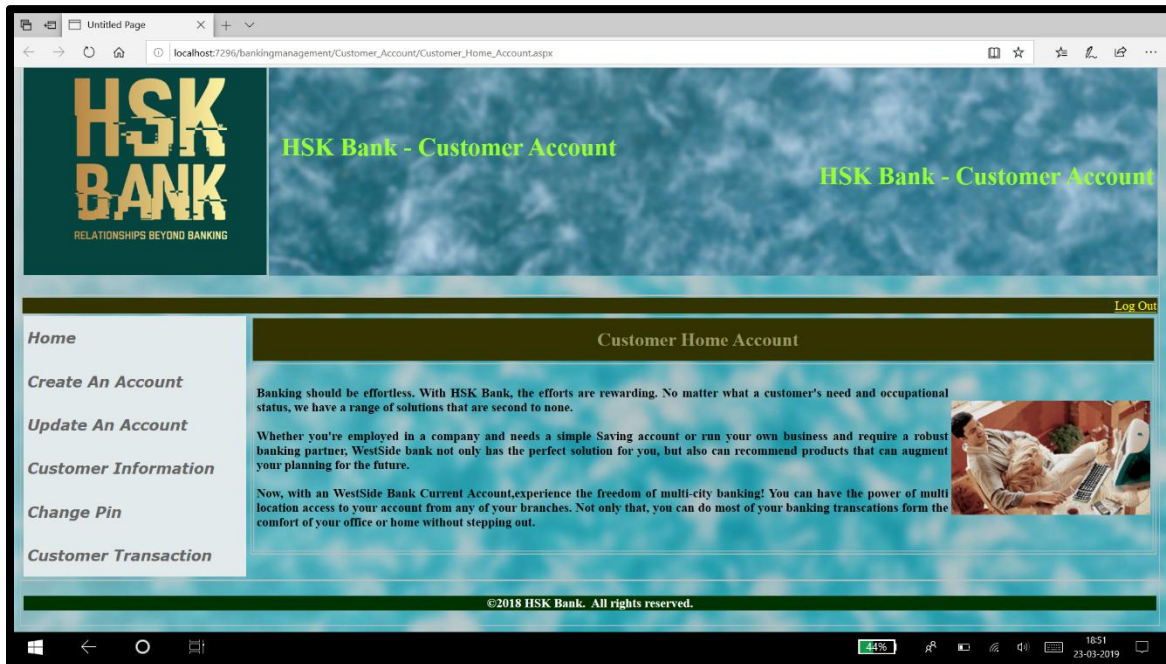 Untitled Page
localhost:7296/bankingmanagement/Customer_Account/Customer_Home_Account.aspx
HSK
BANK
RELATIONSHIPS BEYOND BANKING
HSK Bank - Customer Account
HSK Bank - Customer Account
Log Out
Home
Create An Account
Update An Account
Customer Information
Change Pin
Customer Transaction
Customer Home Account
Banking should be effortless. With HSK Bank, the efforts are rewarding. No matter what a customer's need and occupational
status, we have a range of solutions that are second to none.
Whether you're employed in a company and needs a simple Saving account or run your own business and require a robust
banking partner, WestSide bank not only has the perfect solution for you, but also can recommend products that can augment
your planning for the future.
Now, with an WestSide Bank Current Account,experience the freedom of multi-city banking! You can have the power of multi
location access to your account from any of your branches. Not only that, you can do most of your banking transcations form the
comfort of your office or home without stepping out.
©2018 HSK Bank. All rights reserved.
44%
18:51
23-03-2019